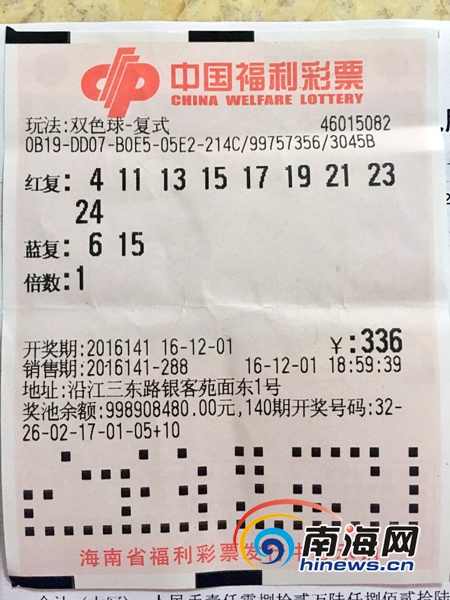 中国福利彩票
CHINA WELFARE LOTTERY
玩法:双色球-复式 46015082
0B19-DD07-B0E5-05E2-214C/99757356/3045B
红复: 4 11 13 15 17 19 21 23
24
蓝复: 6 15
倍数:1
开奖期:2016141 16-12-01 ¥:336
销售期:2016141-288 16-12-01 18:59:39
地址:沿江三东路银客苑面东1号
奖池余额:998908480.00元,140期开奖号码:32-
26-02-17-01-05+10
南海网
hinews.cn
海南省福利彩票发